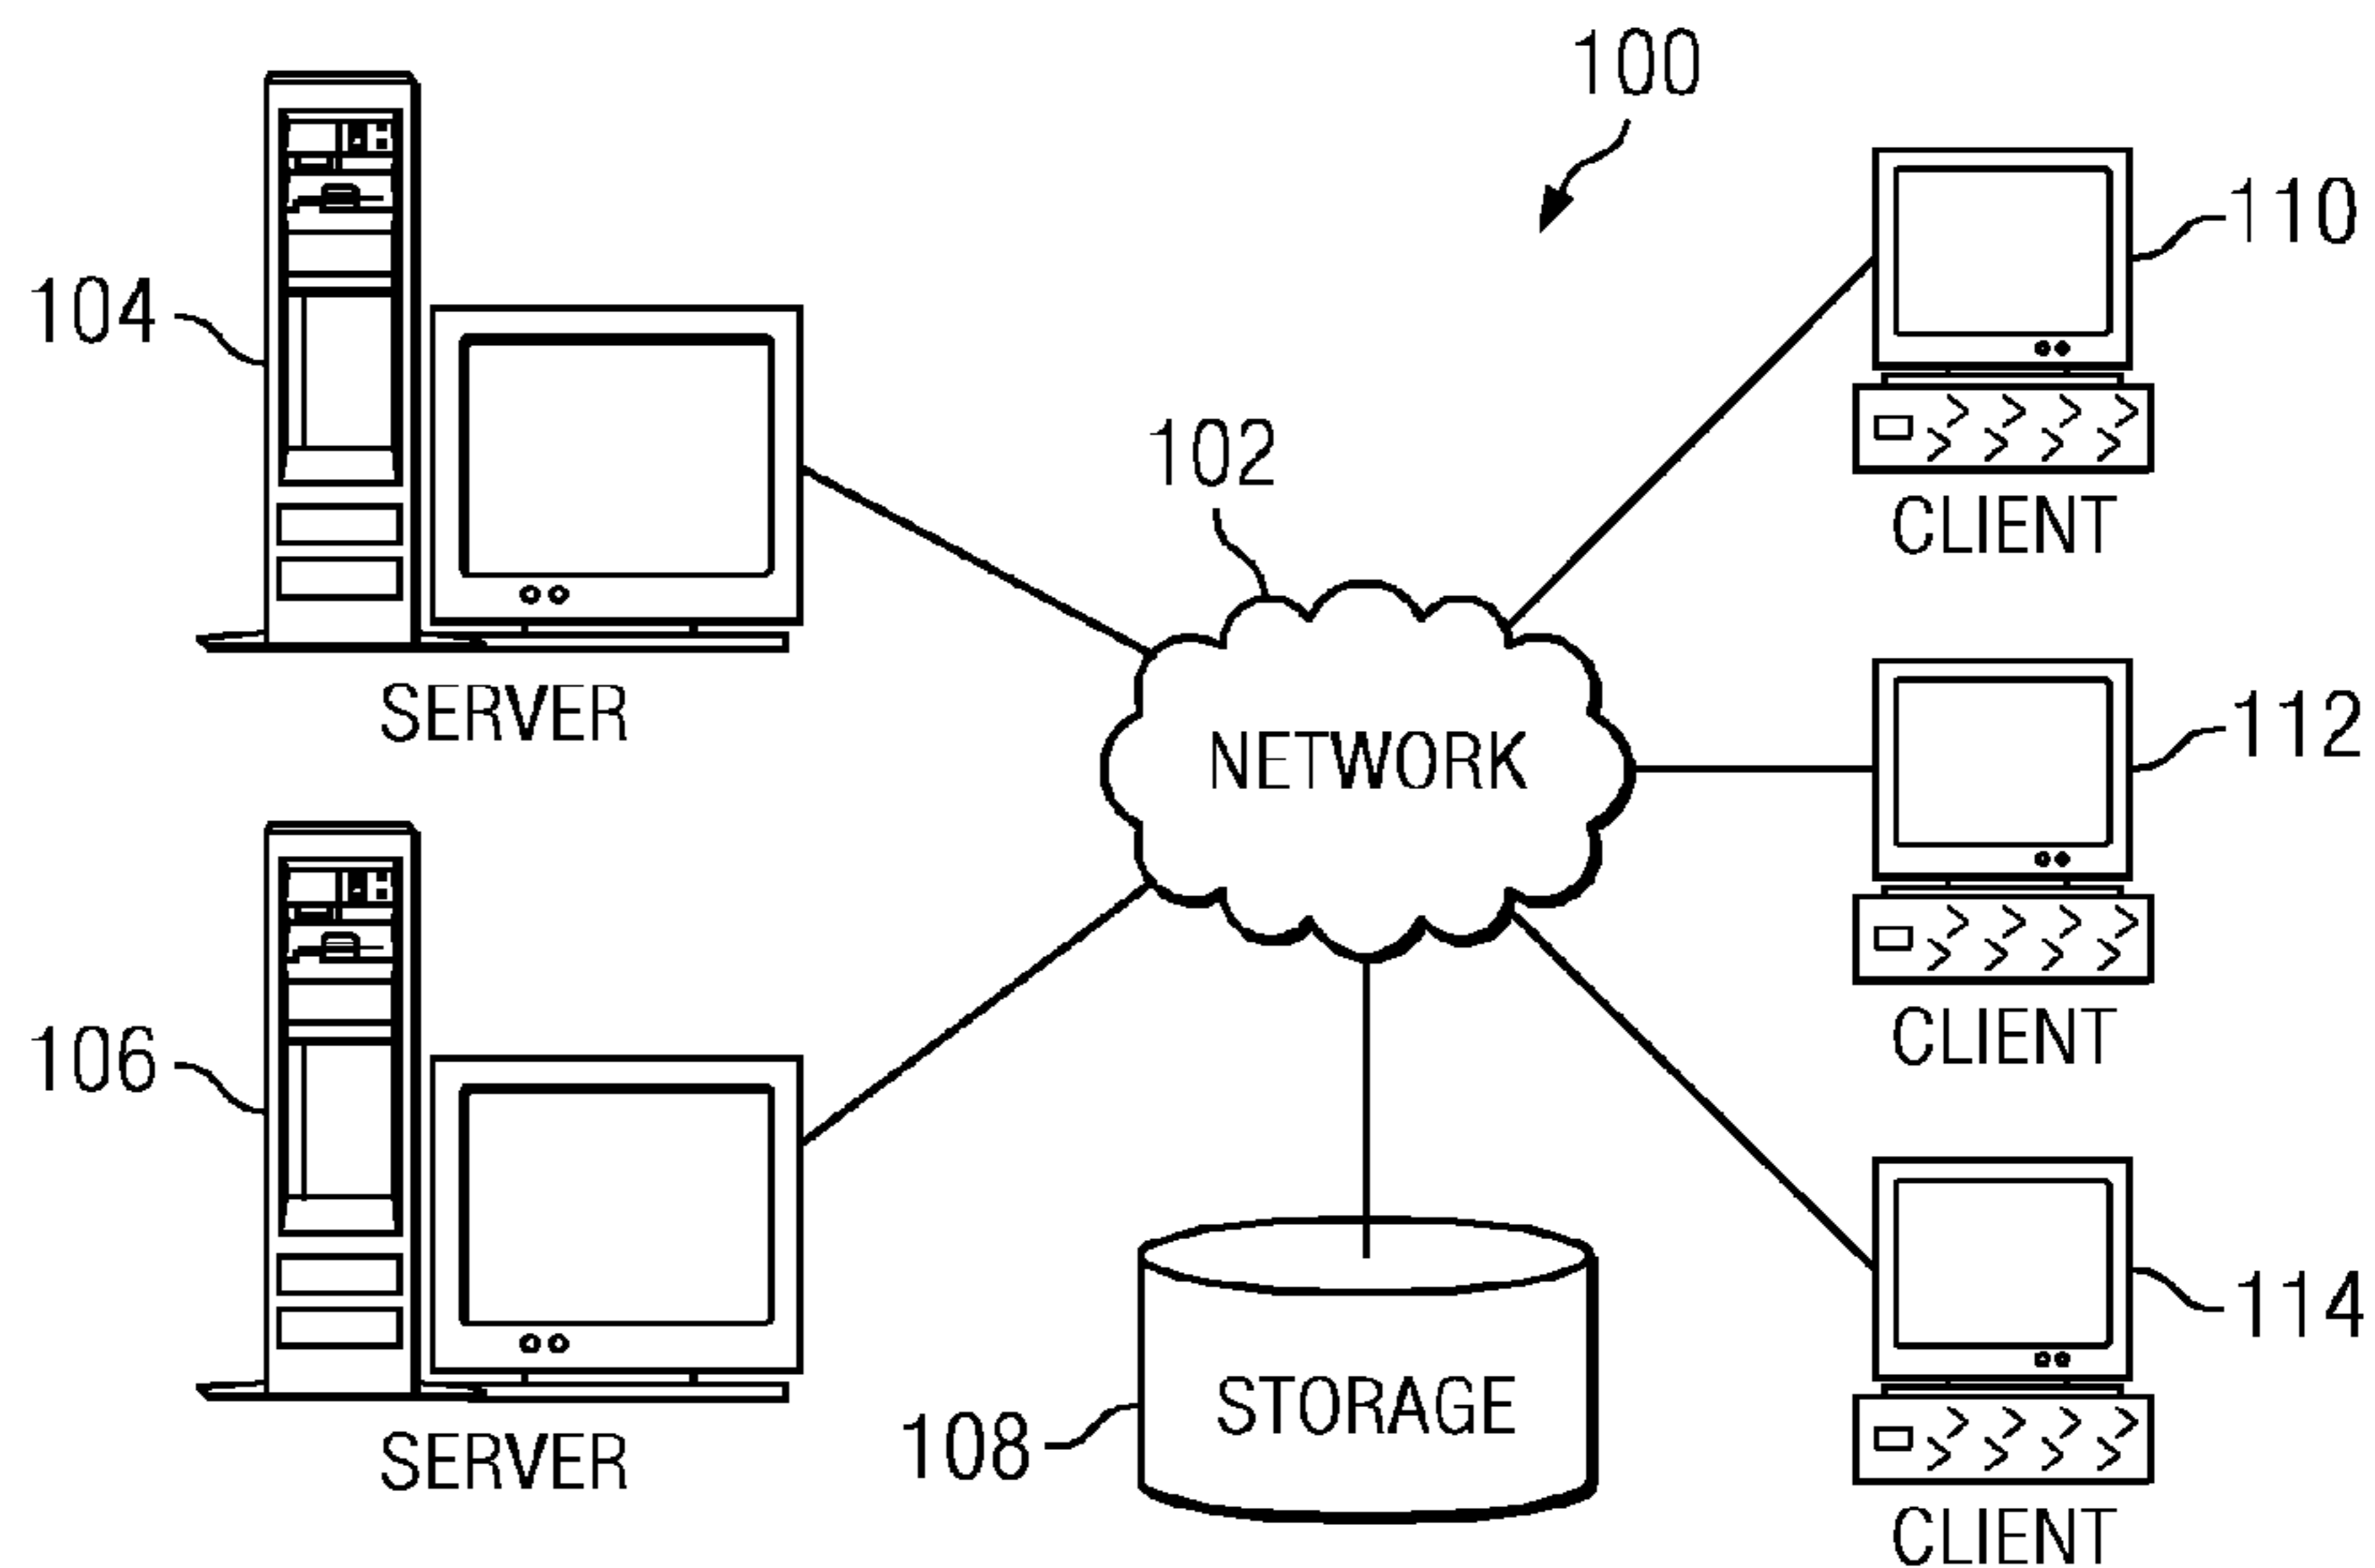 100
110
104
CLIENT
102
SERVER
NETWORK
112
CLIENT
106
SERVER
108
STORAGE
114
CLIENT